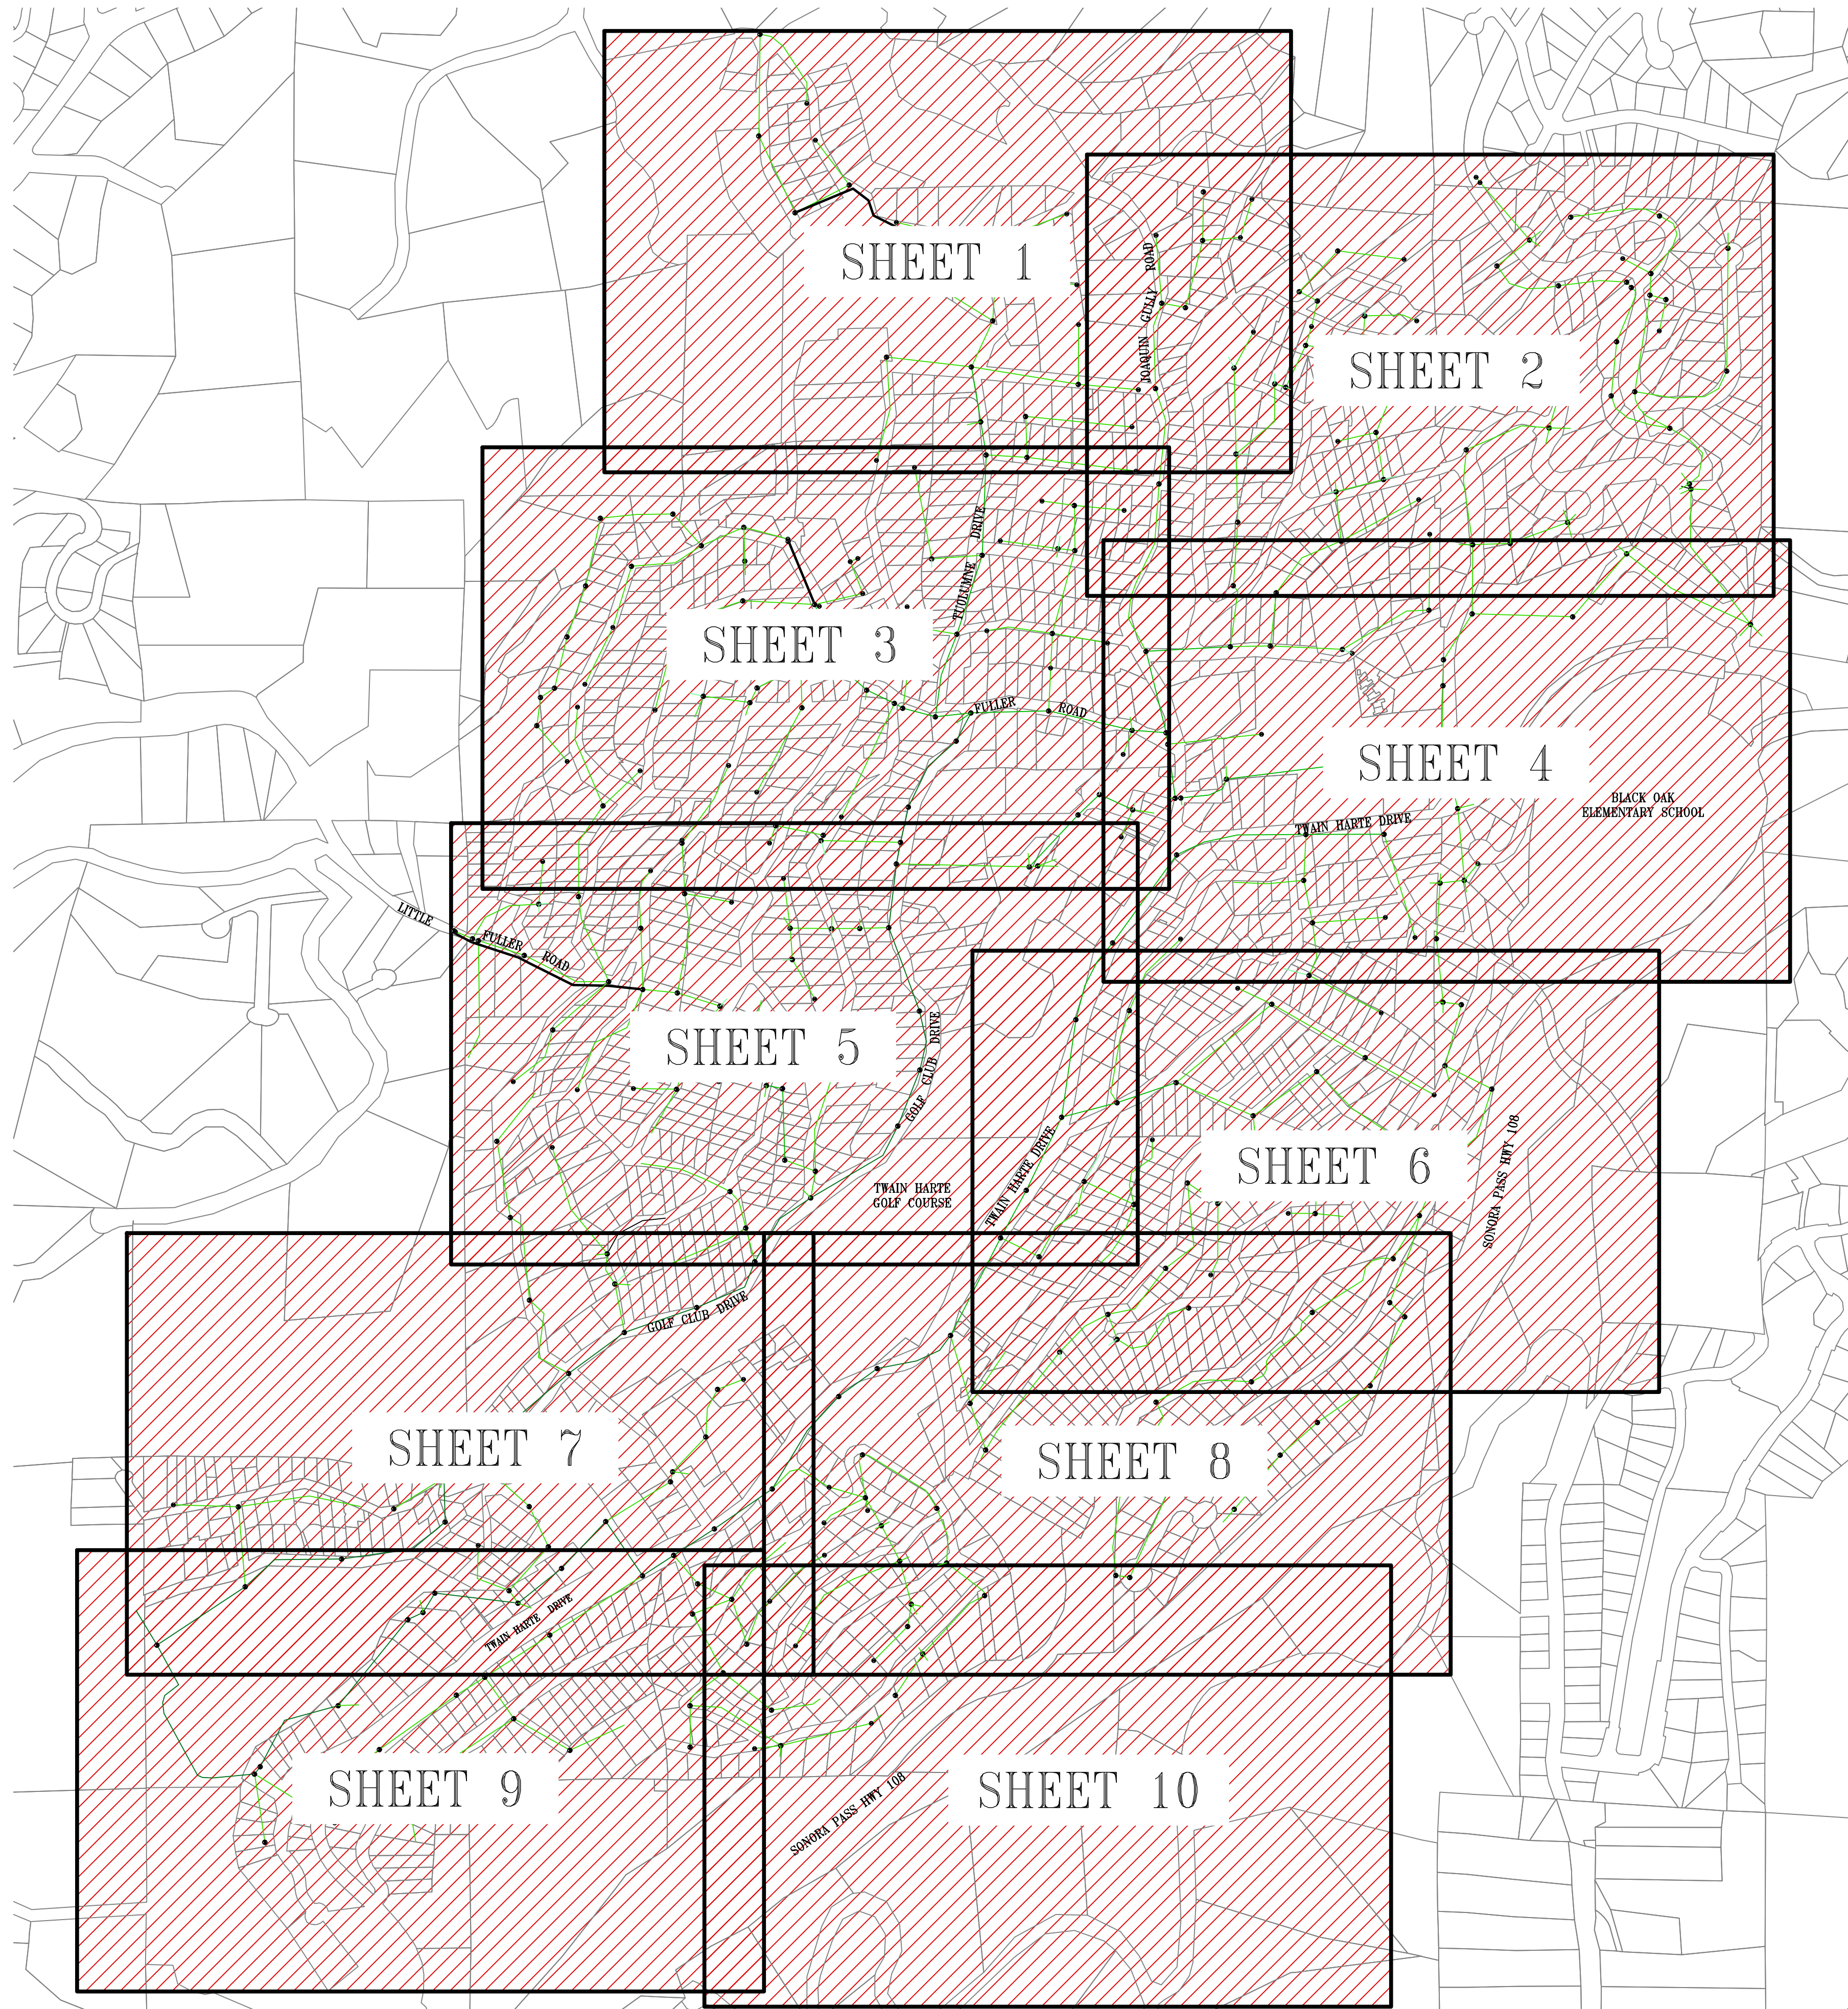 SHEET 1
JOAQUIN GULLY ROAD
SHEET 2
TUOLUMNE DRIVE
SHEET 3
FULLER ROAD
SHEET 4
BLACK OAK
ELEMENTARY SCHOOL
TWAIN HARTE DRIVE
LITTLE FULLER ROAD
SHEET 5
GOLF CLUB DRIVE
TWAIN HARTE
GOLF COURSE
TWAIN HARTE DRIVE
SHEET 6
SONORA PASS HWY 108
GOLF CLUB DRIVE
SHEET 7
SHEET 8
TWAIN HARTE DRIVE
SHEET 9
SHEET 10
SONORA PASS HWY 108